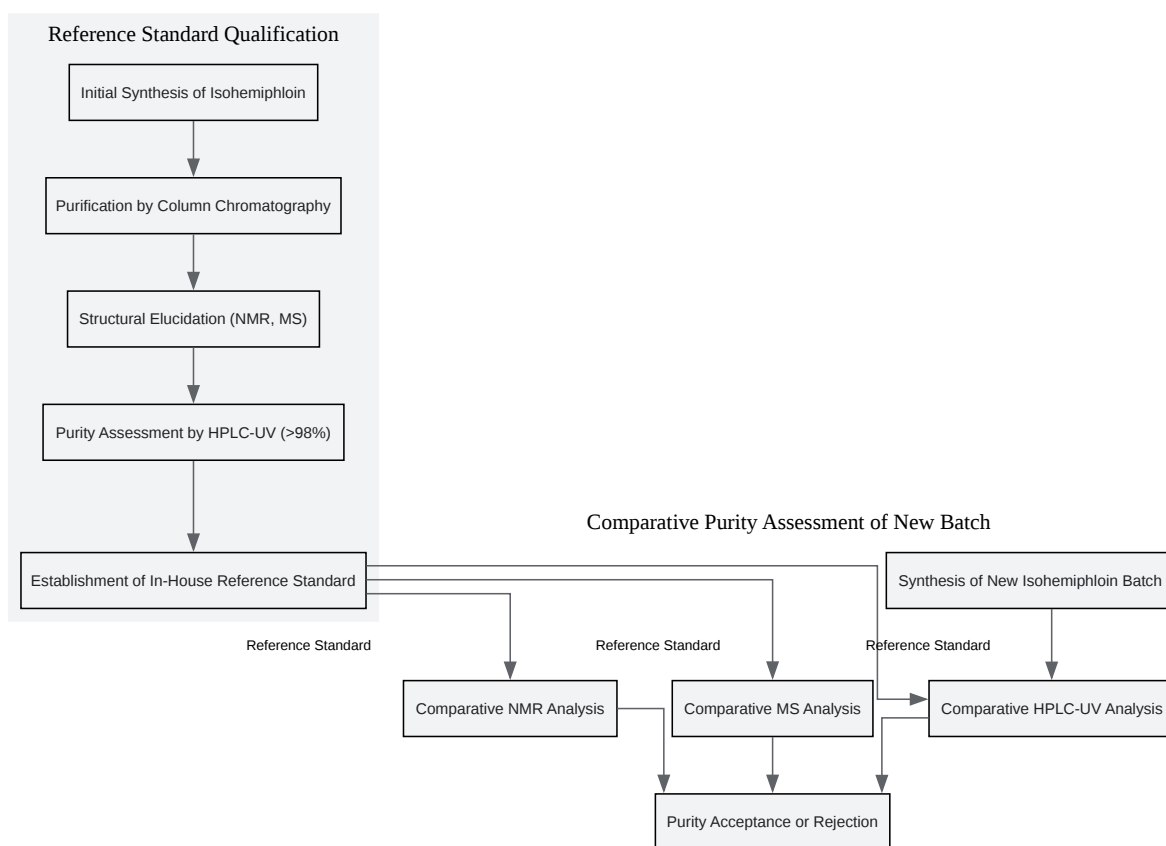 Reference Standard Qualification
Initial Synthesis of Isohemiphloin
Purification by Column Chromatography
Structural Elucidation (NMR, MS)
Purity Assessment by HPLC-UV (>98%)
Establishment of In-House Reference Standard
Comparative Purity Assessment of New Batch
Synthesis of New Isohemiphloin Batch
Reference Standard
Reference Standard
Reference Standard
Comparative NMR Analysis
Comparative MS Analysis
Comparative HPLC-UV Analysis
Purity Acceptance or Rejection